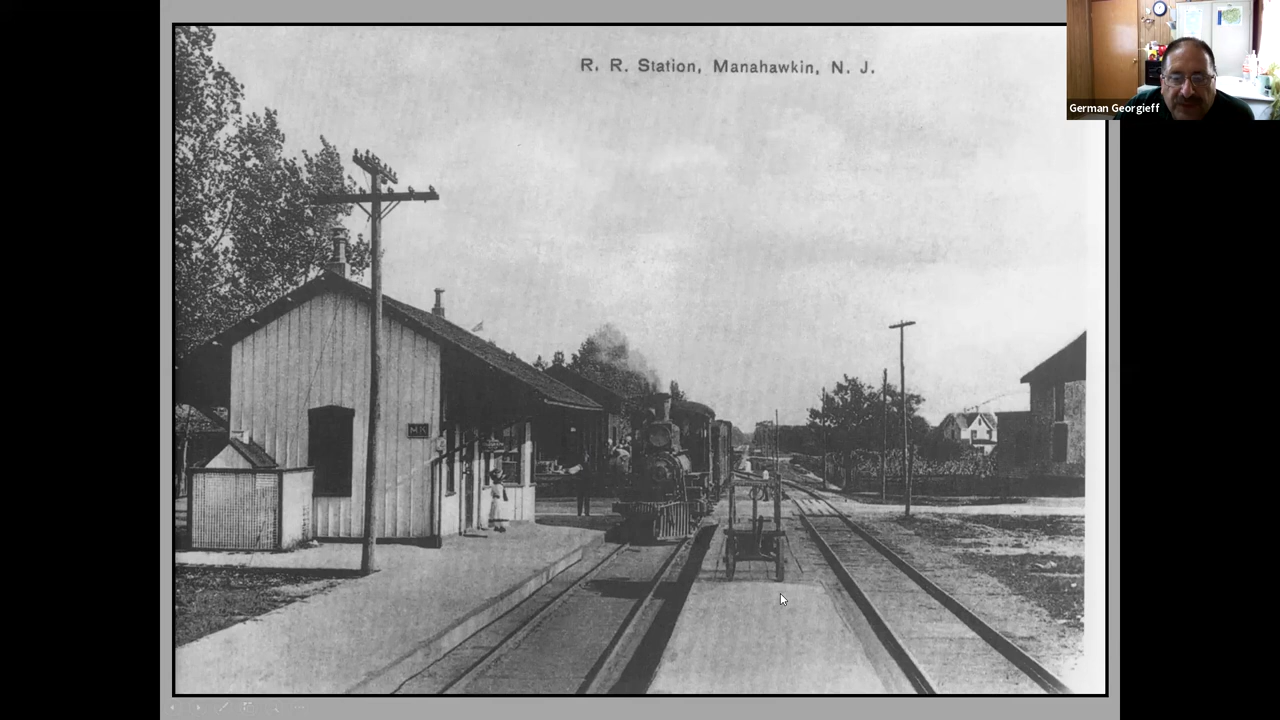 R. R. Station, Manahawkin, N. J.
German Georgieff